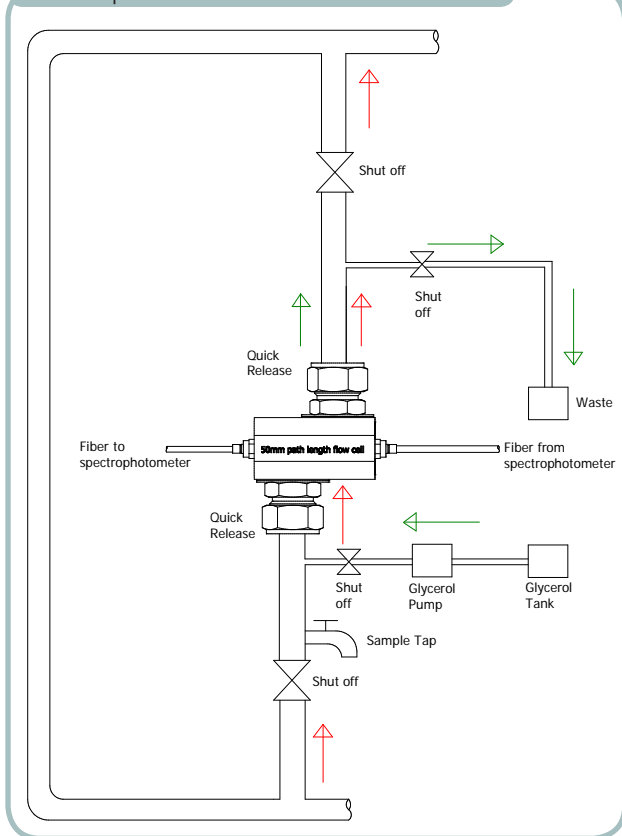 Shut off
Shut
off
Quick
Release
Waste
Fiber to
spectrophotometer
50mm path length flow cell
Fiber from
spectrophotometer
Quick
Release
Shut
off
Glycerol
Pump
Glycerol
Tank
Sample Tap
Shut off